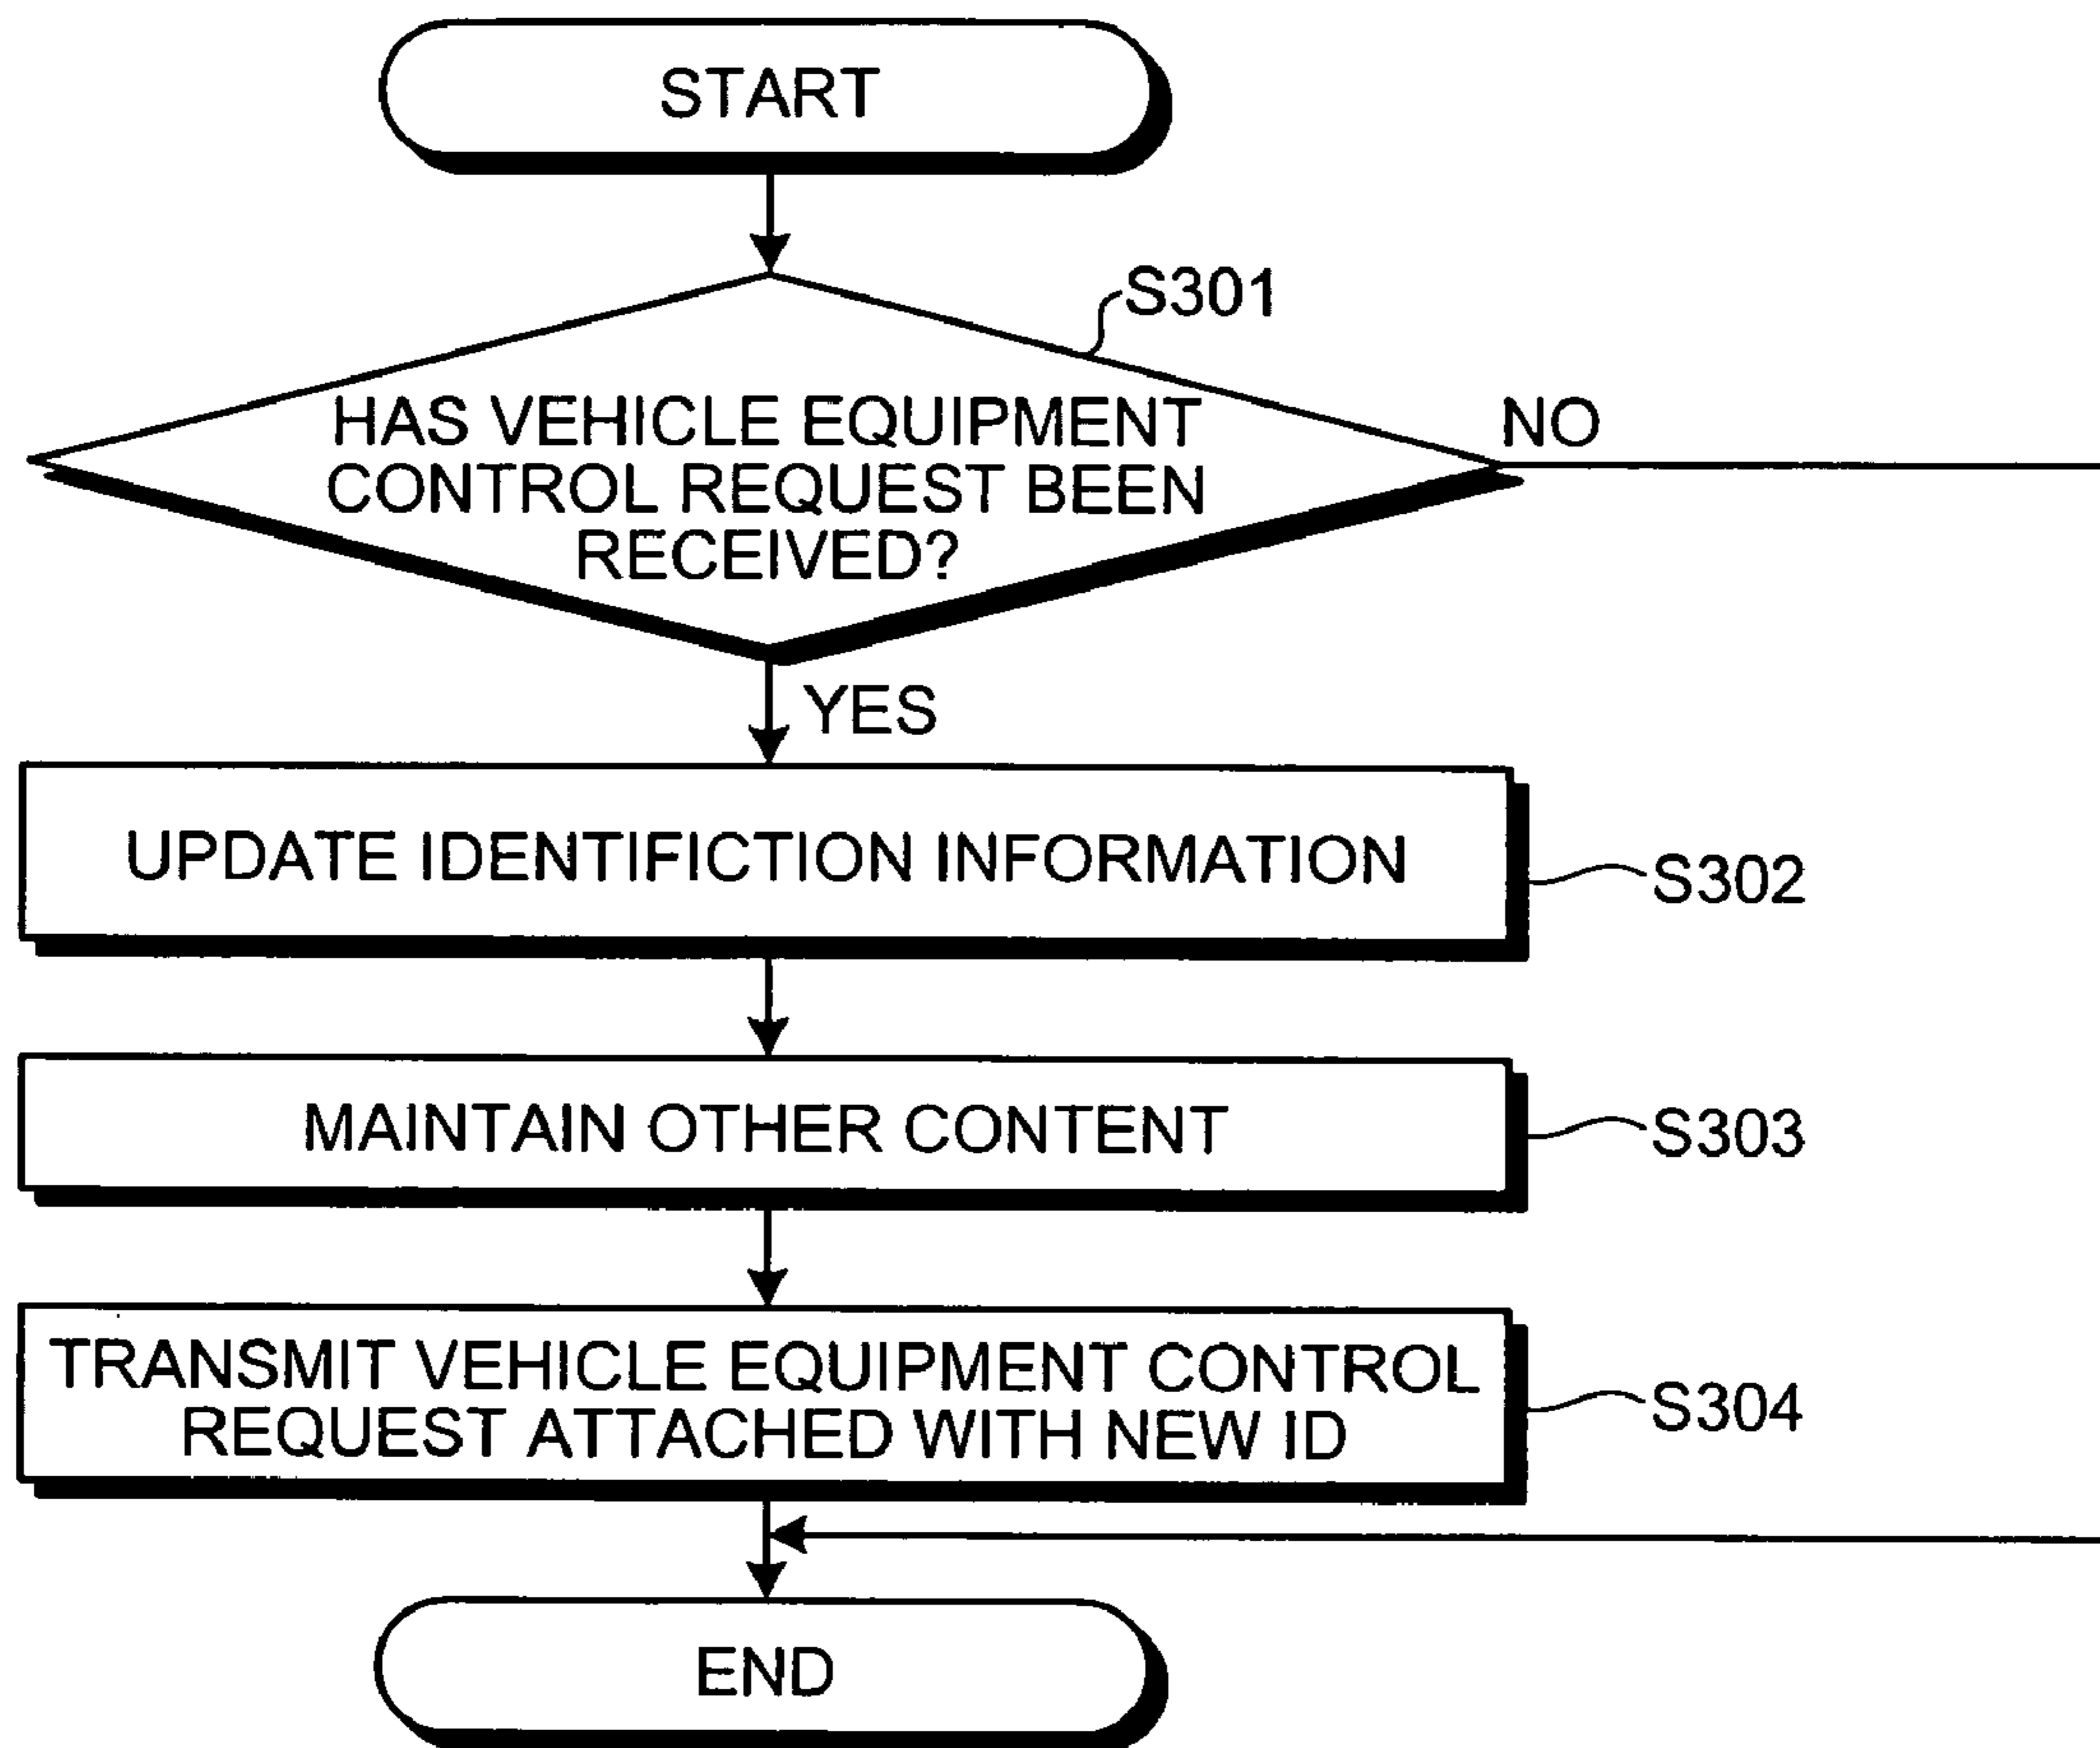 START
S301
HAS VEHICLE EQUIPMENT
CONTROL REQUEST BEEN
RECEIVED?
NO
YES
UPDATE IDENTIFICTION INFORMATION
S302
MAINTAIN OTHER CONTENT
S303
TRANSMIT VEHICLE EQUIPMENT CONTROL
REQUEST ATTACHED WITH NEW ID
S304
END